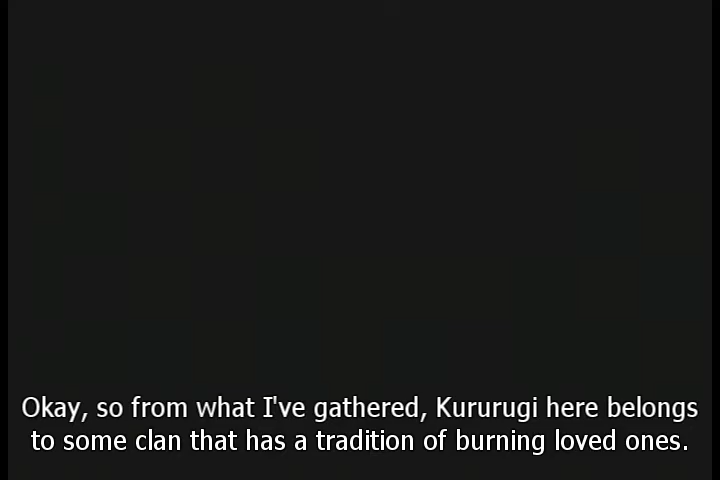 Okay, so from what I've gathered, Kururugi here belongs
to some clan that has a tradition of burning loved ones.